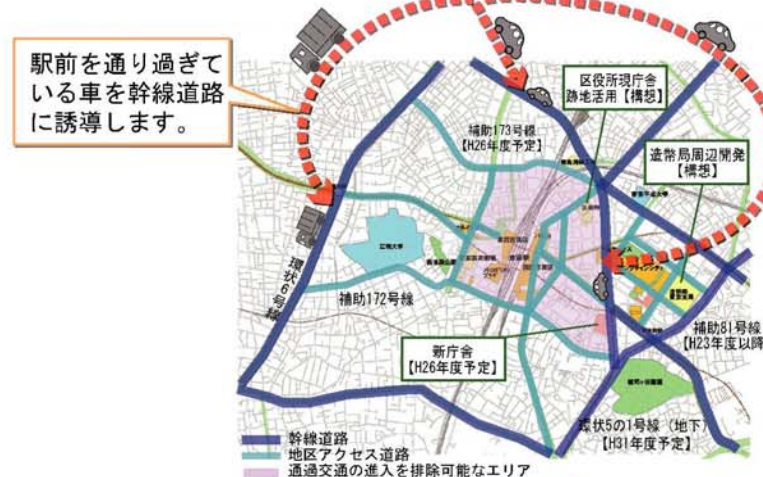 駅前を通り過ぎて
いる車を幹線道路
に誘導します。
区役所現庁舎
跡地活用【構想】
補助173号線
【H26年度予定】
造幣局周辺開発
【構想】
環状6号線
立教大学
補助172号線
補助81号線
【H23年度以降】
新庁舎
【H26年度予定】
環状5の1号線（地下）
【H31年度予定】
幹線道路
地区アクセス道路
通過交通の進入を排除可能なエリア